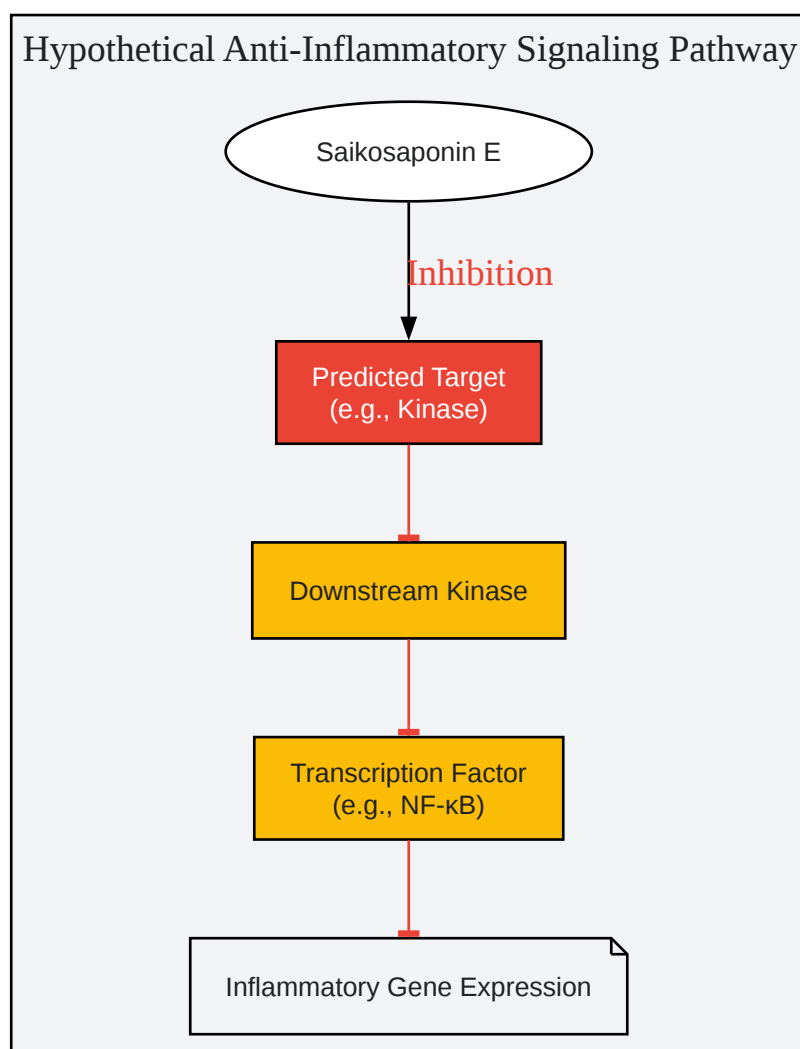 Hypothetical Anti-Inflammatory Signaling Pathway
Saikosaponin E
Inhibition
Predicted Target
(e.g., Kinase)
Downstream Kinase
Transcription Factor
(e.g., NF-κB)
Inflammatory Gene Expression